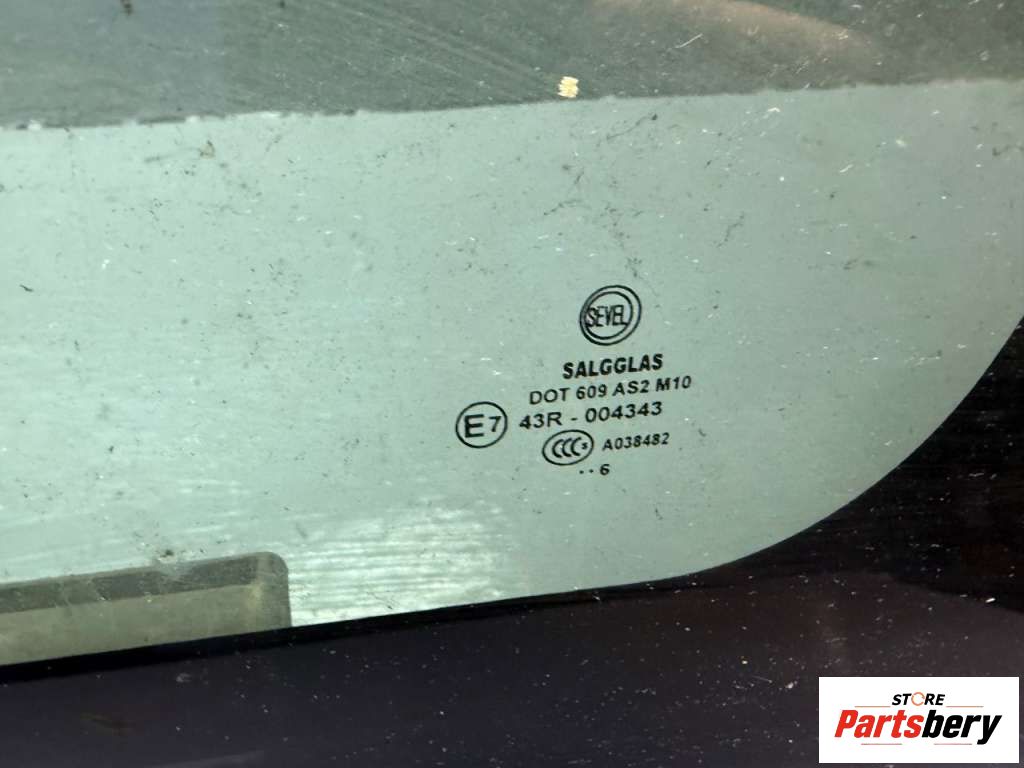 SEVEL
SALGGLAS
DOT 609 AS2 M10
E7 43R - 004343
CCC S A038482
·· 6
STORE
Partsbery